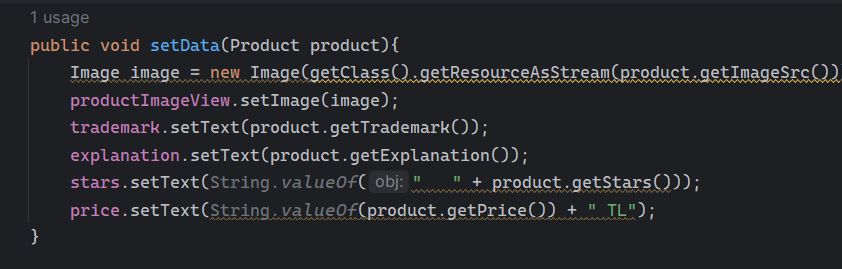 1 usage
public void setData(Product product){
Image image = new Image(getClass().getResourceAsStream(product.getImageSrc())
productImageView.setImage(image);
trademark.setText(product.getTrademark());
explanation.setText(product.getExplanation());
stars.setText(String.valueOf( obj: "   " + product.getStars()));
price.setText(String.valueOf(product.getPrice()) + " TL");
}